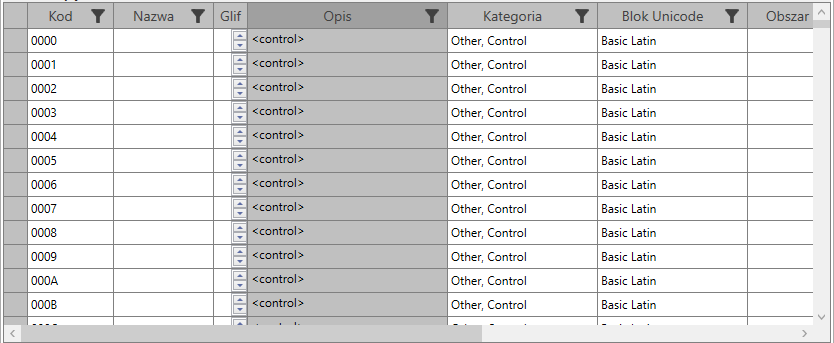 Kod Nazwa Glif Opis Kategoria Blok Unicode Obszar
0000 <control> Other, Control Basic Latin
0001 <control> Other, Control Basic Latin
0002 <control> Other, Control Basic Latin
0003 <control> Other, Control Basic Latin
0004 <control> Other, Control Basic Latin
0005 <control> Other, Control Basic Latin
0006 <control> Other, Control Basic Latin
0007 <control> Other, Control Basic Latin
0008 <control> Other, Control Basic Latin
0009 <control> Other, Control Basic Latin
000A <control> Other, Control Basic Latin
000B <control> Other, Control Basic Latin